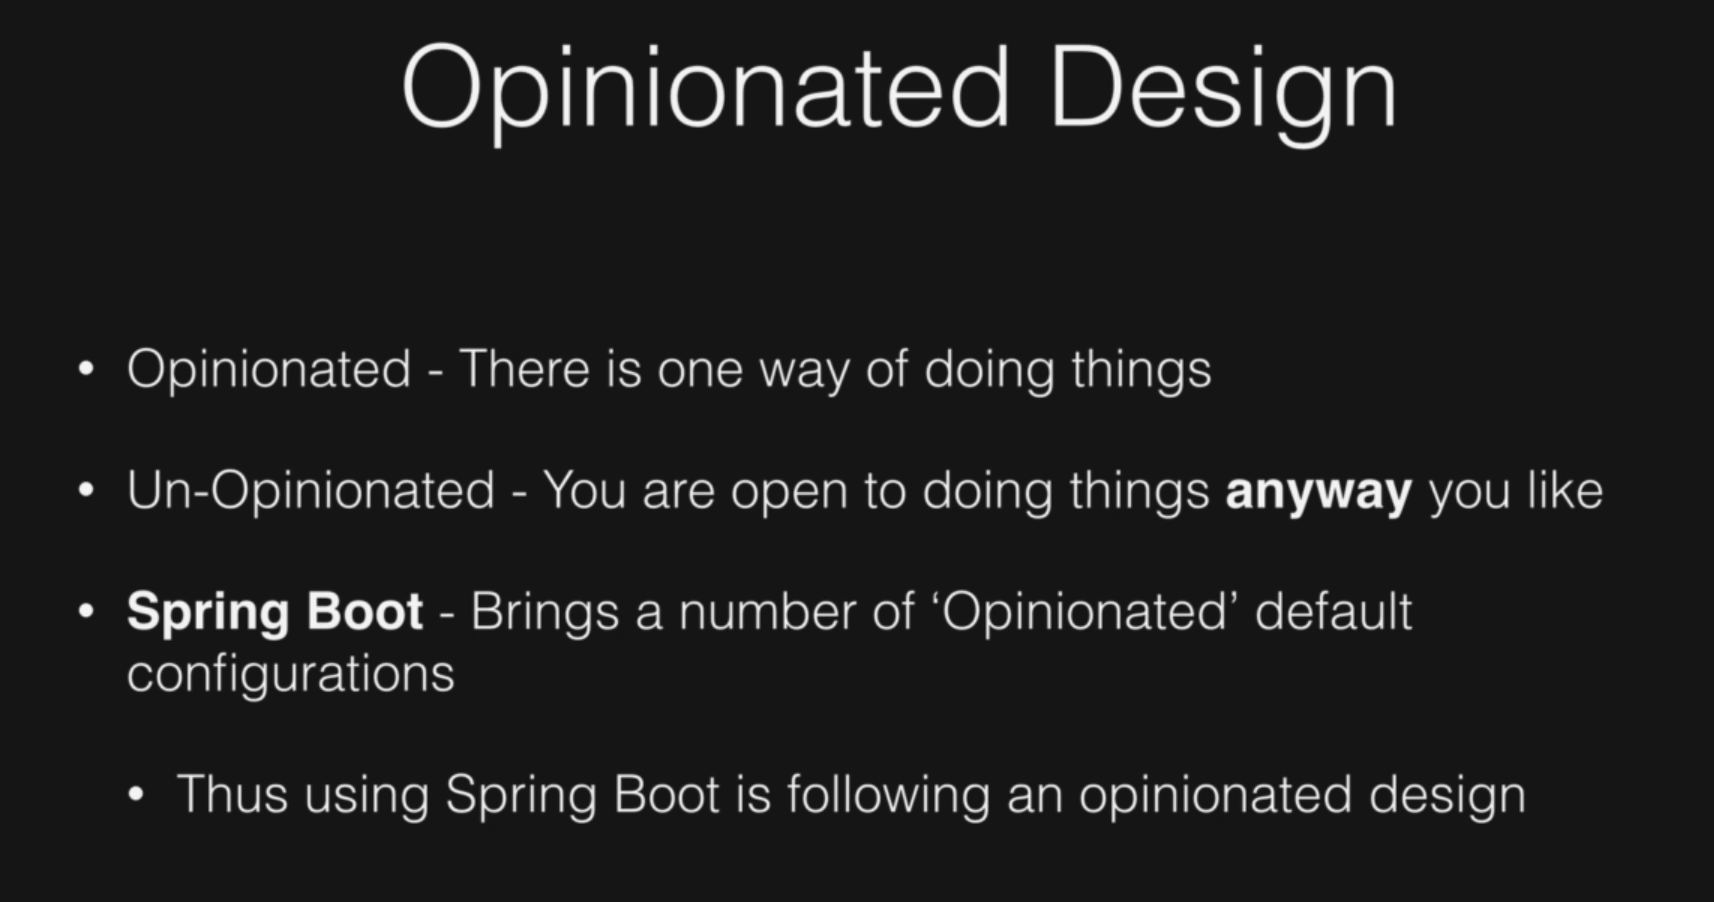 Opinionated Design
• Opinionated - There is one way of doing things
• Un-Opinionated - You are open to doing things anyway you like
• Spring Boot - Brings a number of ‘Opinionated’ default
configurations
• Thus using Spring Boot is following an opinionated design